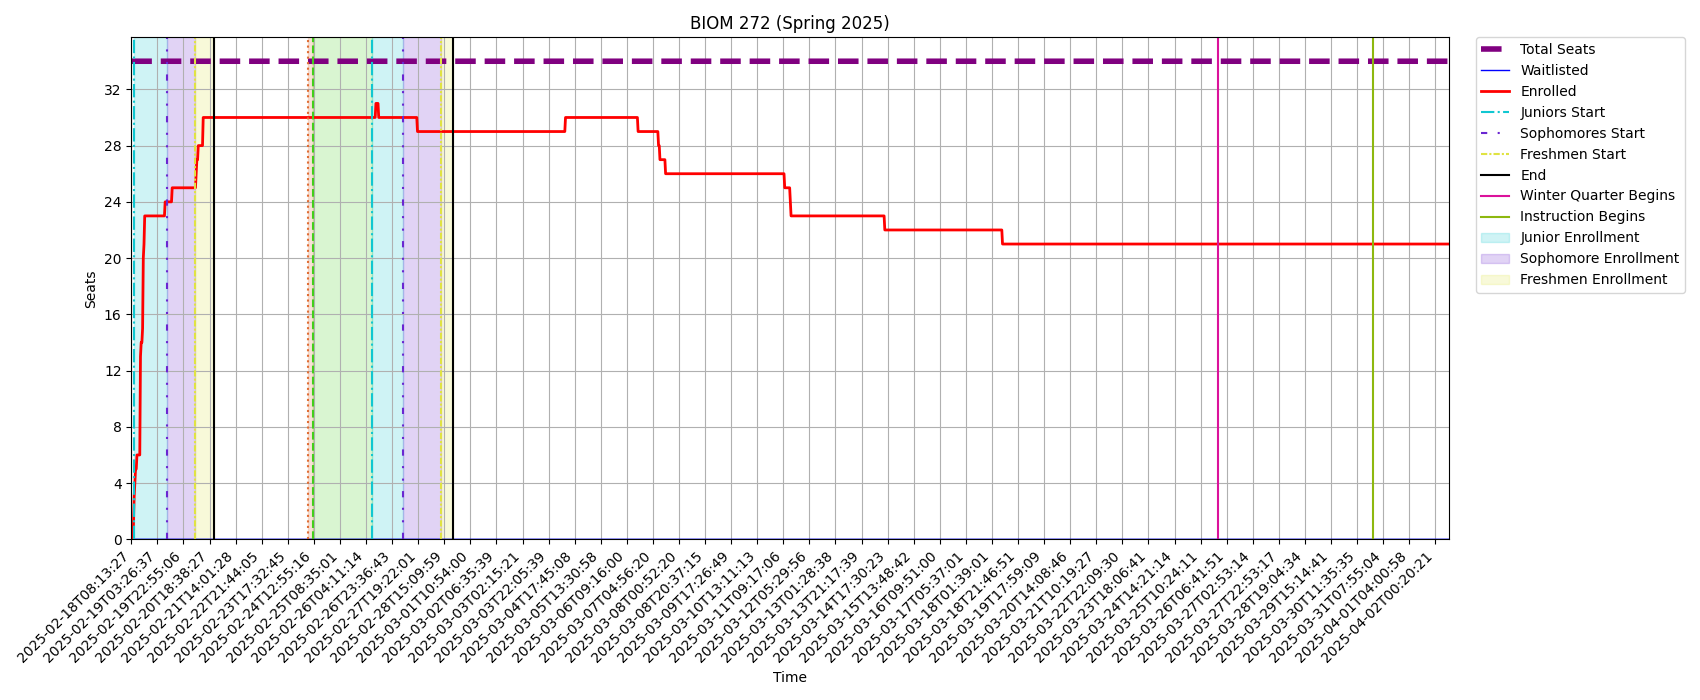 BIOM 272 (Spring 2025)
Total Seats
Waitlisted
Enrolled
Juniors Start
Sophomores Start
Freshmen Start
End
Winter Quarter Begins
Instruction Begins
Junior Enrollment
Sophomore Enrollment
Freshmen Enrollment
Seats
32
28
24
20
16
12
8
4
0
2025-02-18T08:13:27
2025-02-19T03:26:37
2025-02-19T22:55:06
2025-02-20T18:38:27
2025-02-21T14:01:28
2025-02-22T21:44:05
2025-02-23T17:32:45
2025-02-24T12:55:16
2025-02-25T08:35:01
2025-02-26T04:11:14
2025-02-26T23:36:43
2025-02-27T19:22:01
2025-02-28T15:09:59
2025-03-01T10:54:00
2025-03-02T06:35:39
2025-03-03T02:15:21
2025-03-03T22:05:39
2025-03-04T17:45:08
2025-03-05T13:30:58
2025-03-06T09:16:00
2025-03-07T04:56:20
2025-03-08T00:52:20
2025-03-08T20:37:15
2025-03-09T17:26:49
2025-03-10T13:11:13
2025-03-11T09:17:06
2025-03-12T05:29:56
2025-03-13T01:28:38
2025-03-13T21:17:39
2025-03-14T17:30:23
2025-03-15T13:48:42
2025-03-16T09:51:00
2025-03-17T05:37:01
2025-03-18T01:39:01
2025-03-18T21:46:51
2025-03-19T17:59:09
2025-03-20T14:08:46
2025-03-21T10:19:27
2025-03-22T22:09:30
2025-03-23T18:06:41
2025-03-24T14:21:14
2025-03-25T10:24:11
2025-03-26T06:41:51
2025-03-27T02:53:14
2025-03-27T22:53:17
2025-03-28T19:04:34
2025-03-29T15:14:41
2025-03-30T11:35:35
2025-03-31T07:55:04
2025-04-01T04:00:58
2025-04-02T00:20:21
Time